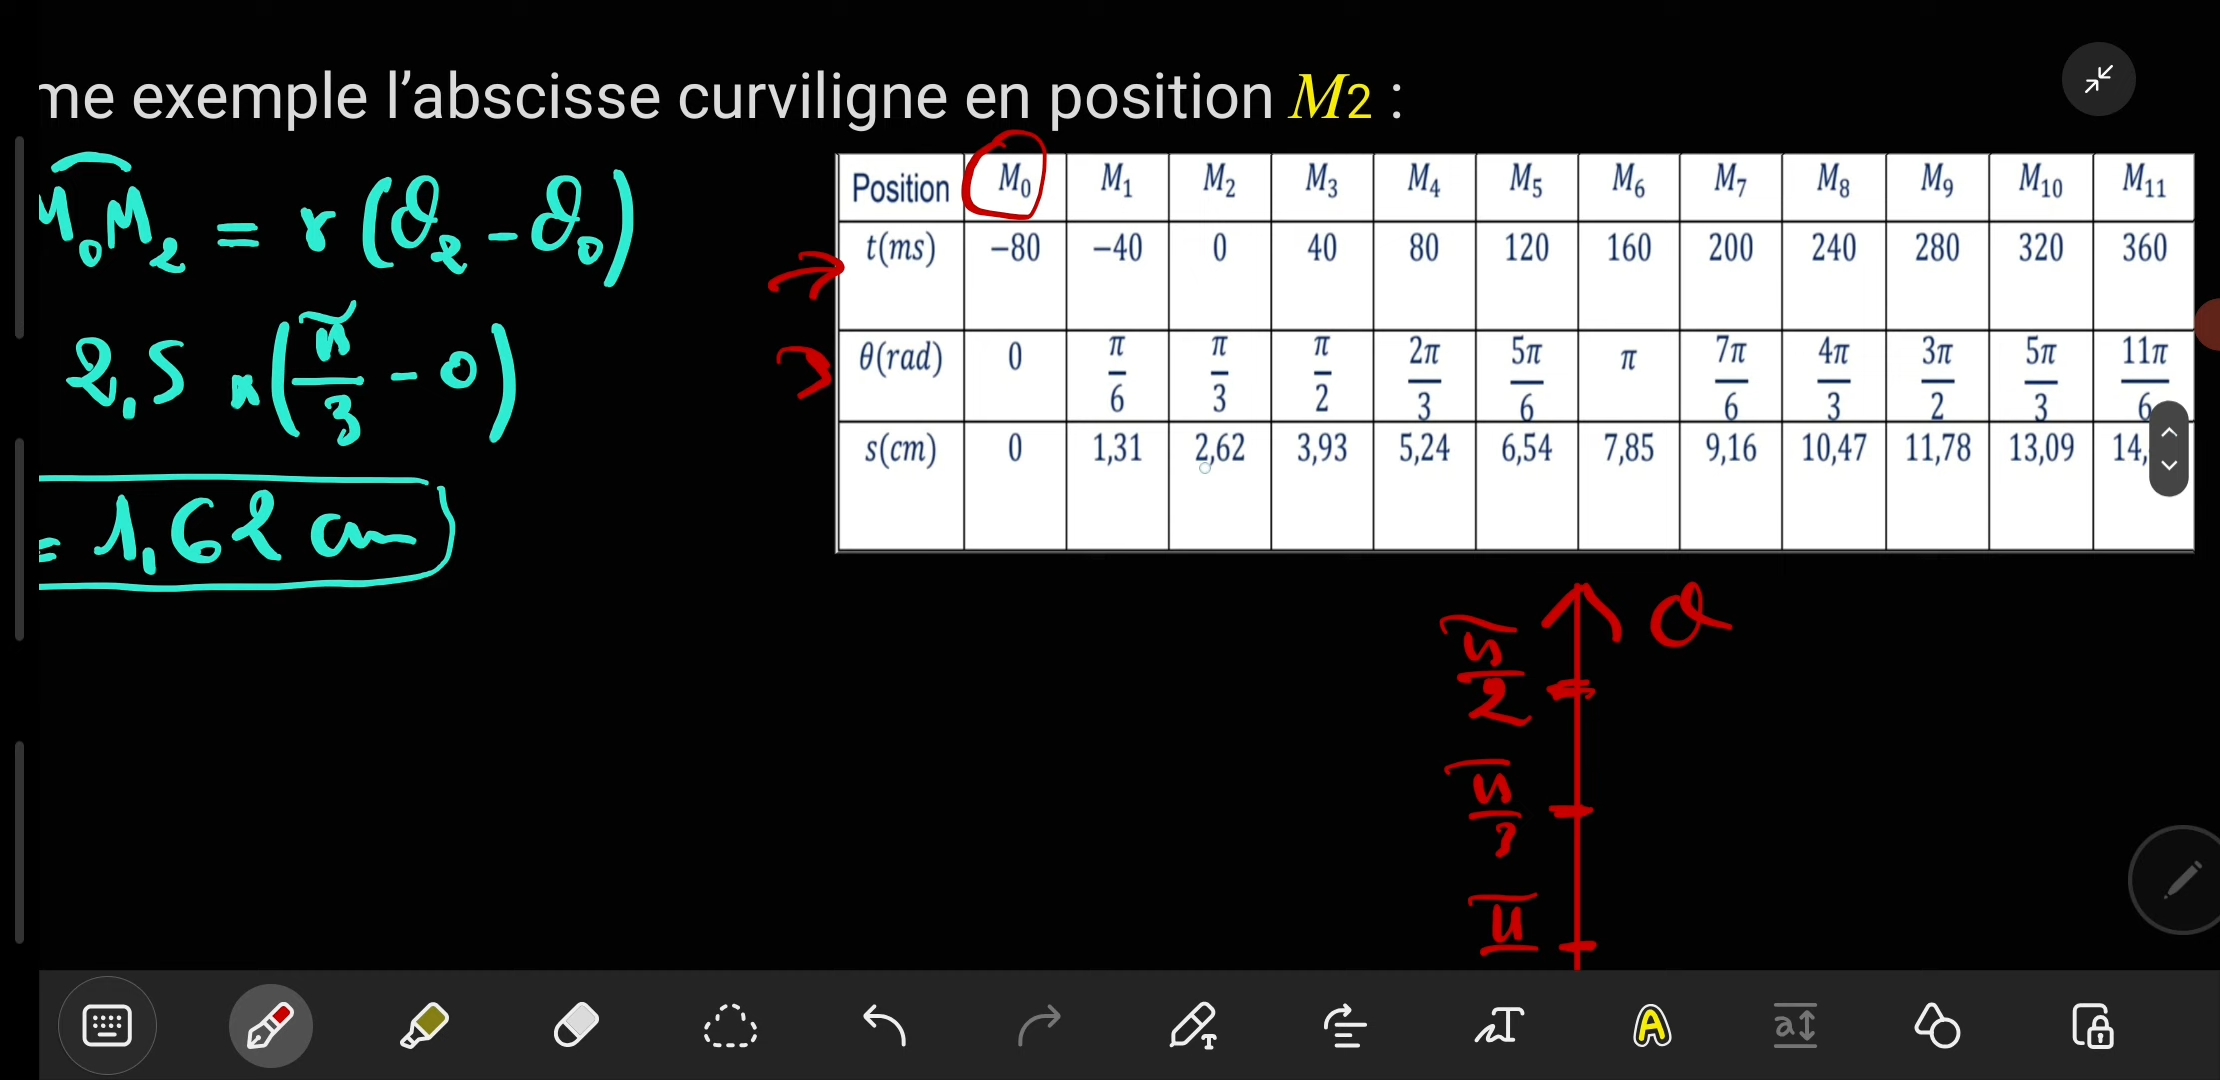 me exemple l’abscisse curviligne en position M2 :
M₀M₂ = r (θ₂ - θ₀)
2,5 × (π/3 - 0)
= 1,62 cm
Position M₀ M₁ M₂ M₃ M₄ M₅ M₆ M₇ M₈ M₉ M₁₀ M₁₁
t(ms) −80 −40 0 40 80 120 160 200 240 280 320 360
θ(rad) 0 π/6 π/3 π/2 2π/3 5π/6 π 7π/6 4π/3 3π/2 5π/3 11π/6
s(cm) 0 1,31 2,62 3,93 5,24 6,54 7,85 9,16 10,47 11,78 13,09 14,
θ
π/2
π/3
π